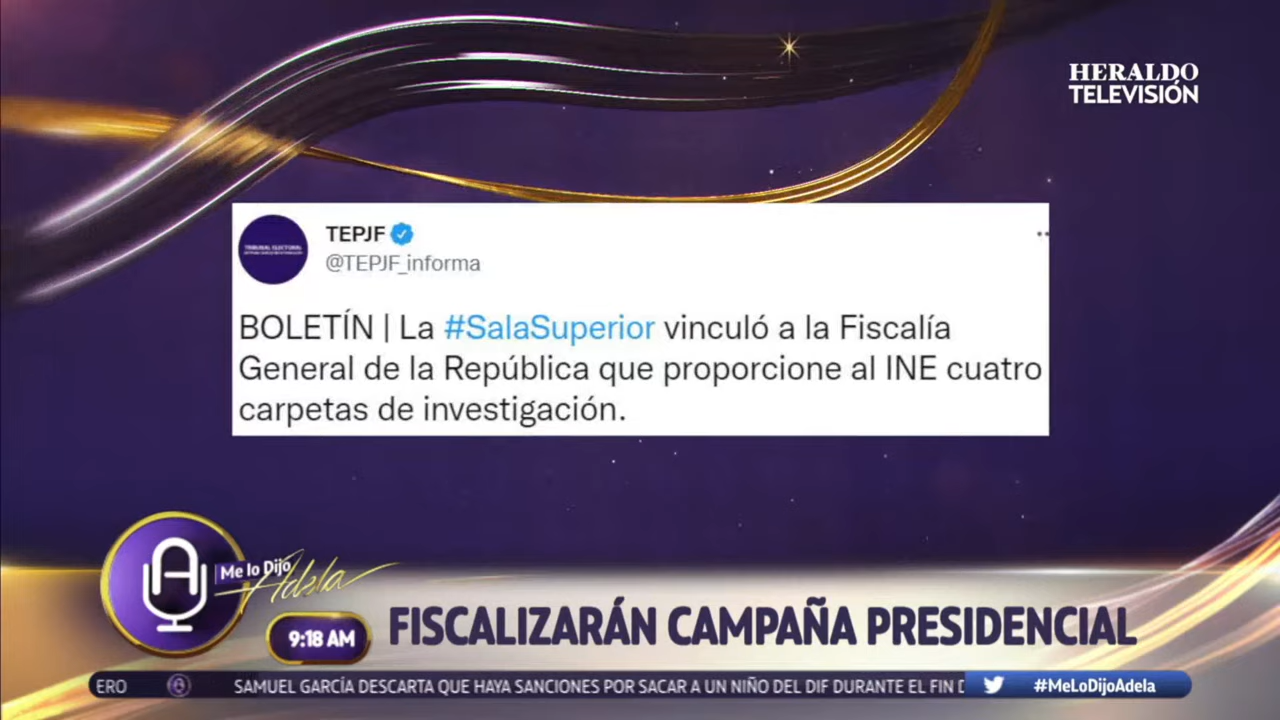 HERALDO
TELEVISIÓN
TEPJF
@TEPJF_informa
TRIBUNAL ELECTORAL
BOLETÍN | La #SalaSuperior vinculó a la Fiscalía
General de la República que proporcione al INE cuatro
carpetas de investigación.
Me lo Dijo
Adela
9:18 AM
FISCALIZARÁN CAMPAÑA PRESIDENCIAL
ERO
SAMUEL GARCÍA DESCARTA QUE HAYA SANCIONES POR SACAR A UN NIÑO DEL DIF DURANTE EL FIN D
#MeLoDijoAdela